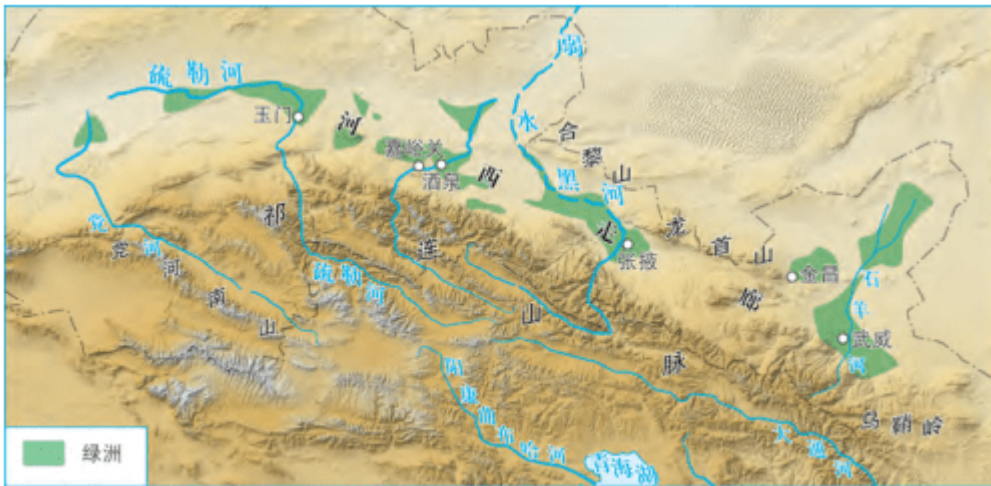 疏勒河
玉门
河
嘉峪关
酒泉
西
弱
水
合黎山
黑河
走
张掖
龙首山
廊
金昌
石羊河
武威
乌鞘岭
党河
党河南山
祁
连
山
脉
疏勒河
大通河
青海湖
绿洲